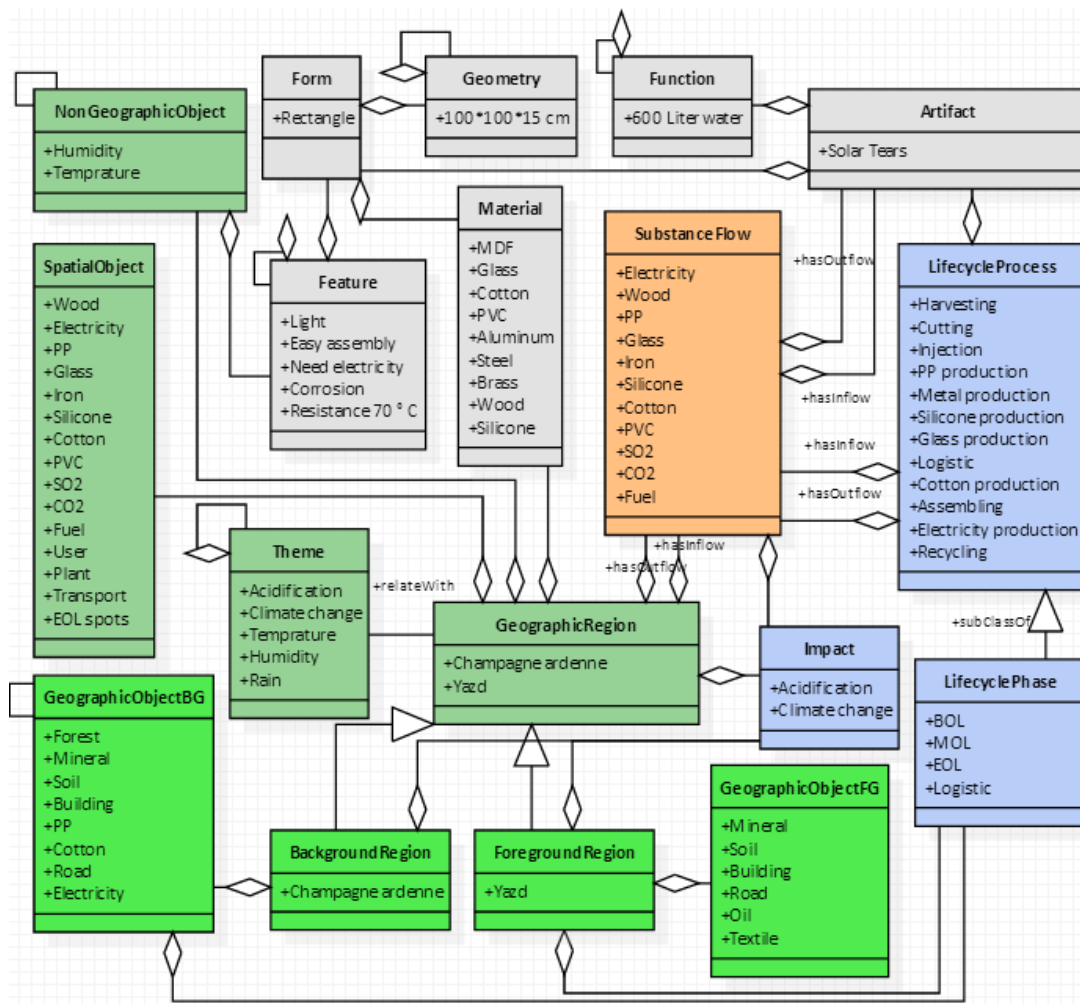 Form
+Rectangle
Geometry
+100*100*15 cm
Function
+600 Liter water
Artifact
+Solar Tears
NonGeographicObject
+Humidity
+Temprature
Material
+MDF
+Glass
+Cotton
+PVC
+Aluminum
+Steel
+Brass
+Wood
+Silicone
SubstanceFlow
+Electricity
+Wood
+PP
+Glass
+Iron
+Silicone
+Cotton
+PVC
+SO2
+CO2
+Fuel
+hasOutflow
+hasInflow
+hasInflow
+hasOutflow
LifecycleProcess
+Harvesting
+Cutting
+Injection
+PP production
+Metal production
+Silicone production
+Glass production
+Logistic
+Cotton production
+Assembling
+Electricity production
+Recycling
SpatialObject
+Wood
+Electricity
+PP
+Glass
+Iron
+Silicone
+Cotton
+PVC
+SO2
+CO2
+Fuel
+User
+Plant
+Transport
+EOL spots
Feature
+Light
+Easy assembly
+Need electricity
+Corrosion
+Resistance 70 ° C
Theme
+Acidification
+Climate change
+Temprature
+Humidity
+Rain
+relateWith
+hasInflow
+hasOutflow
GeographicRegion
+Champagne ardenne
+Yazd
Impact
+Acidification
+Climate change
+subClassOf
LifecyclePhase
+BOL
+MOL
+EOL
+Logistic
GeographicObjectBG
+Forest
+Mineral
+Soil
+Building
+PP
+Cotton
+Road
+Electricity
BackgroundRegion
+Champagne ardenne
ForegroundRegion
+Yazd
GeographicObjectFG
+Mineral
+Soil
+Building
+Road
+Oil
+Textile